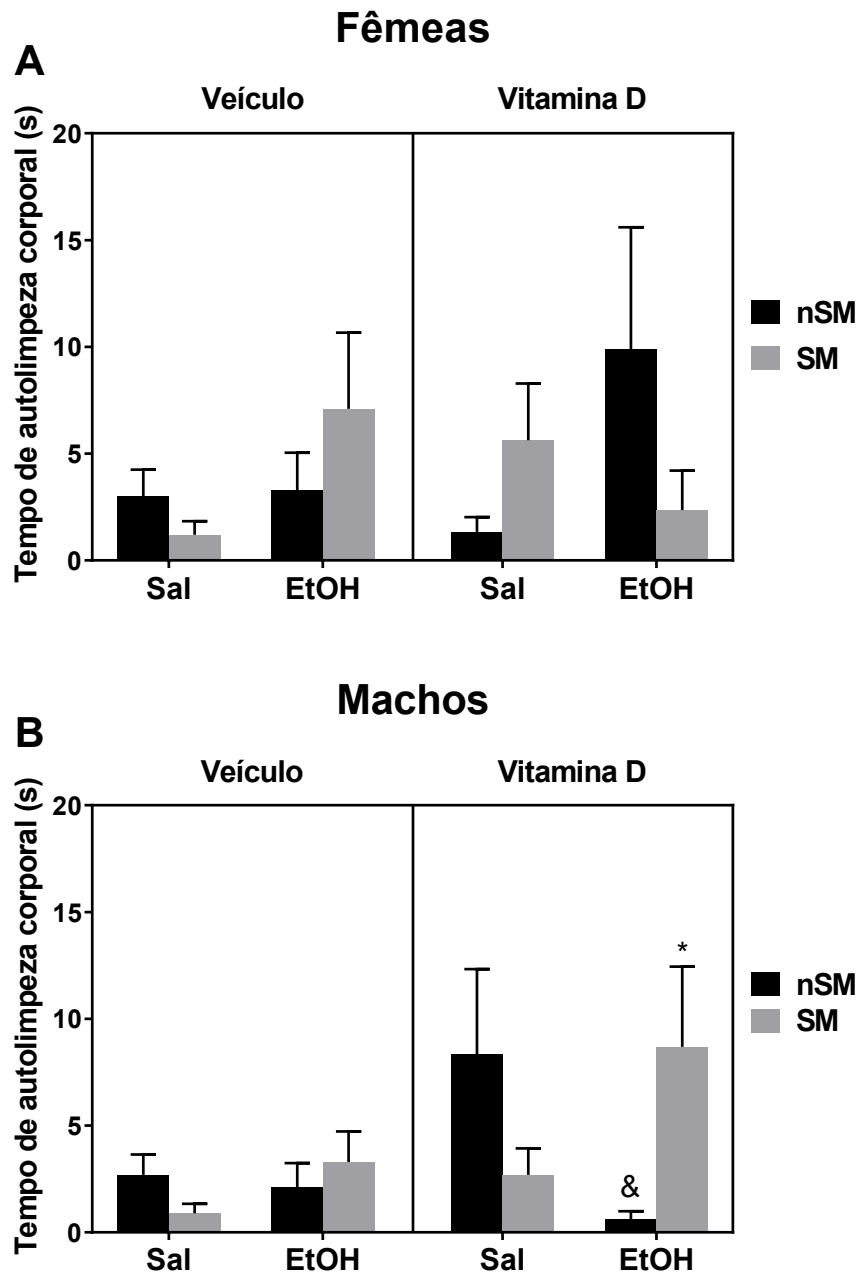 Fêmeas
A
Veículo Vitamina D
Tempo de autolimpeza corporal (s)
20
15
10
5
0
Sal EtOH Sal EtOH
nSM
SM
Machos
B
Veículo Vitamina D
Tempo de autolimpeza corporal (s)
20
15
10
5
0
*
&
Sal EtOH Sal EtOH
nSM
SM